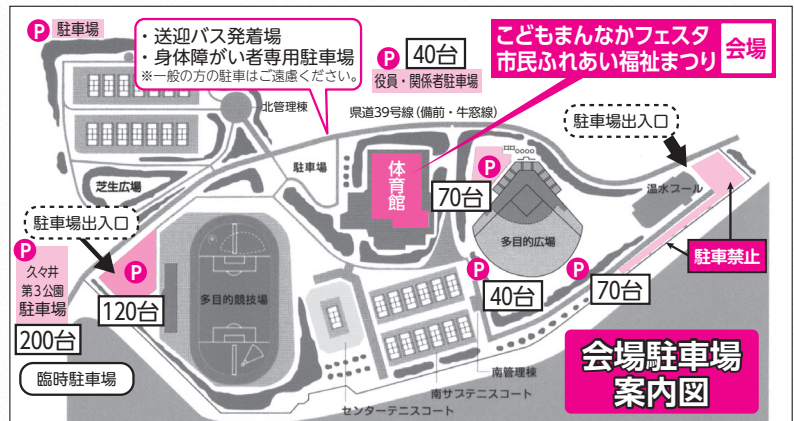 P 駐車場
・送迎バス発着場
・身体障がい者専用駐車場
※一般の方の駐車はご遠慮ください。
P 40台
役員・関係者駐車場
こどもまんなかフェスタ
市民ふれあい福祉まつり
会場
北管理棟
県道39号線(備前・牛窓線)
駐車場出入口
駐車場
体育館
P
70台
温水プール
芝生広場
駐車場出入口
多目的広場
駐車禁止
P
久々井
第3公園
駐車場
200台
P
120台
多目的競技場
P
40台
P
70台
臨時駐車場
南管理棟
南サブテニスコート
センターテニスコート
会場駐車場
案内図